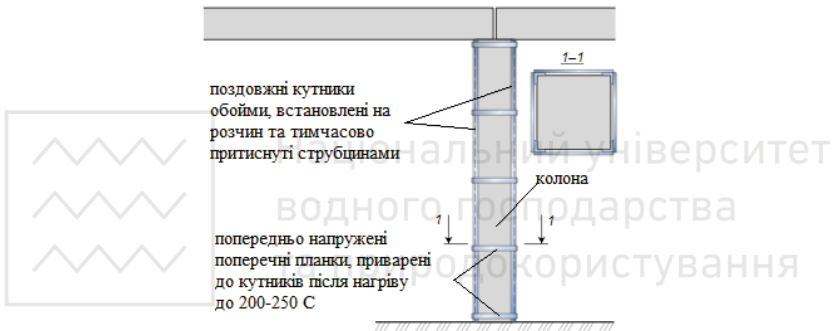 1-1
поздовжні кутники
обойми, встановлені на
розчин та тимчасово
притиснуті струбцинами
Національний університет
колона
водного господарства
1 1
попередньо напружені
поперечні планки, приварені
та природокористування
до кутників після нагріву
до 200-250 С